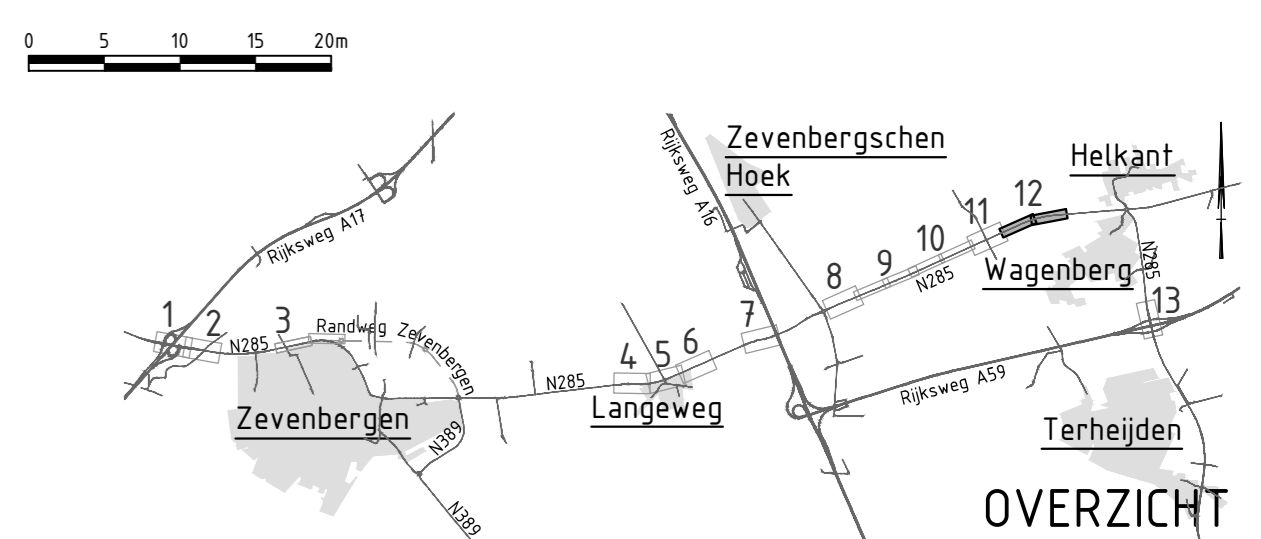 0 5 10 15 20m
Zevenbergschen
Hoek
Helkant
Rijksweg A16
Rijksweg A17
12
11
10
9
8
N285
Wagenberg
N285
13
7
1
2
N285
3
Randweg Zevenbergen
4
5
6
N285
Langeweg
Rijksweg A59
Zevenbergen
N389
N389
Terheijden
OVERZICHT